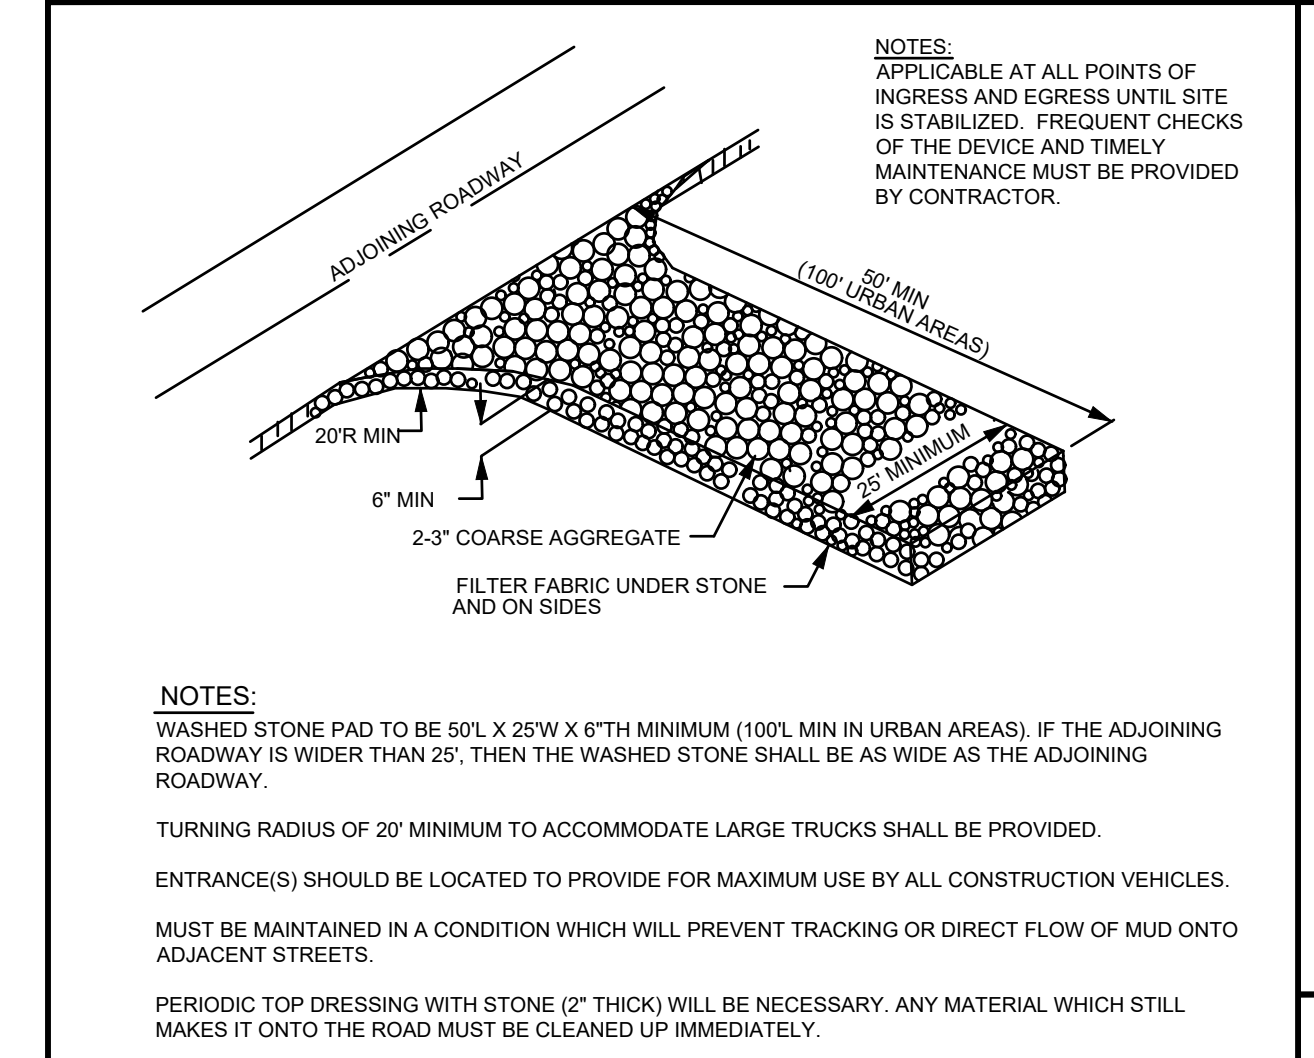 NOTES:
APPLICABLE AT ALL POINTS OF
INGRESS AND EGRESS UNTIL SITE
IS STABILIZED.  FREQUENT CHECKS
OF THE DEVICE AND TIMELY
MAINTENANCE MUST BE PROVIDED
BY CONTRACTOR.
ADJOINING ROADWAY
50' MIN
(100' URBAN AREAS)
20'R MIN
25' MINIMUM
6" MIN
2-3" COARSE AGGREGATE
FILTER FABRIC UNDER STONE
AND ON SIDES
NOTES:
WASHED STONE PAD TO BE 50'L X 25'W X 6"TH MINIMUM (100'L MIN IN URBAN AREAS). IF THE ADJOINING
ROADWAY IS WIDER THAN 25', THEN THE WASHED STONE SHALL BE AS WIDE AS THE ADJOINING
ROADWAY.
TURNING RADIUS OF 20' MINIMUM TO ACCOMMODATE LARGE TRUCKS SHALL BE PROVIDED.
ENTRANCE(S) SHOULD BE LOCATED TO PROVIDE FOR MAXIMUM USE BY ALL CONSTRUCTION VEHICLES.
MUST BE MAINTAINED IN A CONDITION WHICH WILL PREVENT TRACKING OR DIRECT FLOW OF MUD ONTO
ADJACENT STREETS.
PERIODIC TOP DRESSING WITH STONE (2" THICK) WILL BE NECESSARY. ANY MATERIAL WHICH STILL
MAKES IT ONTO THE ROAD MUST BE CLEANED UP IMMEDIATELY.